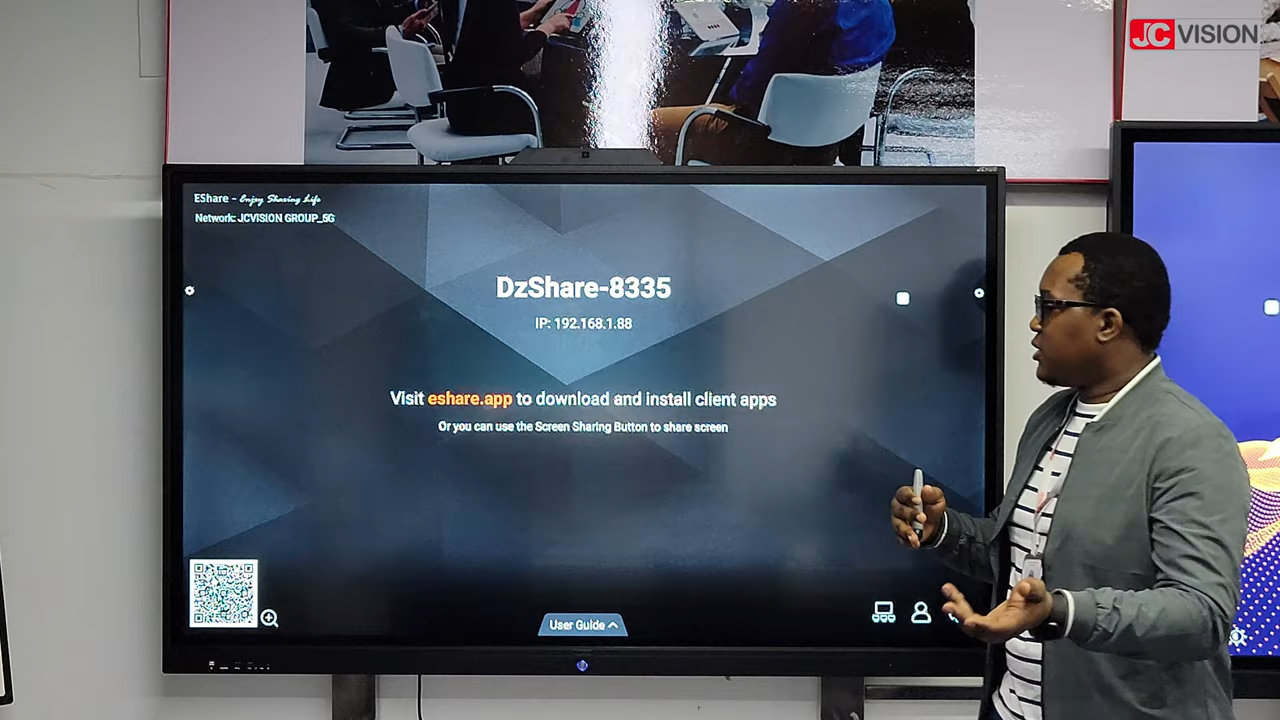 JCVISION
EShare - Enjoy Sharing Life
Network: JCVISION GROUP_5G
DzShare-8335
IP: 192.168.1.88
Visit eshare.app to download and install client apps
Or you can use the Screen Sharing Button to share screen
User Guide